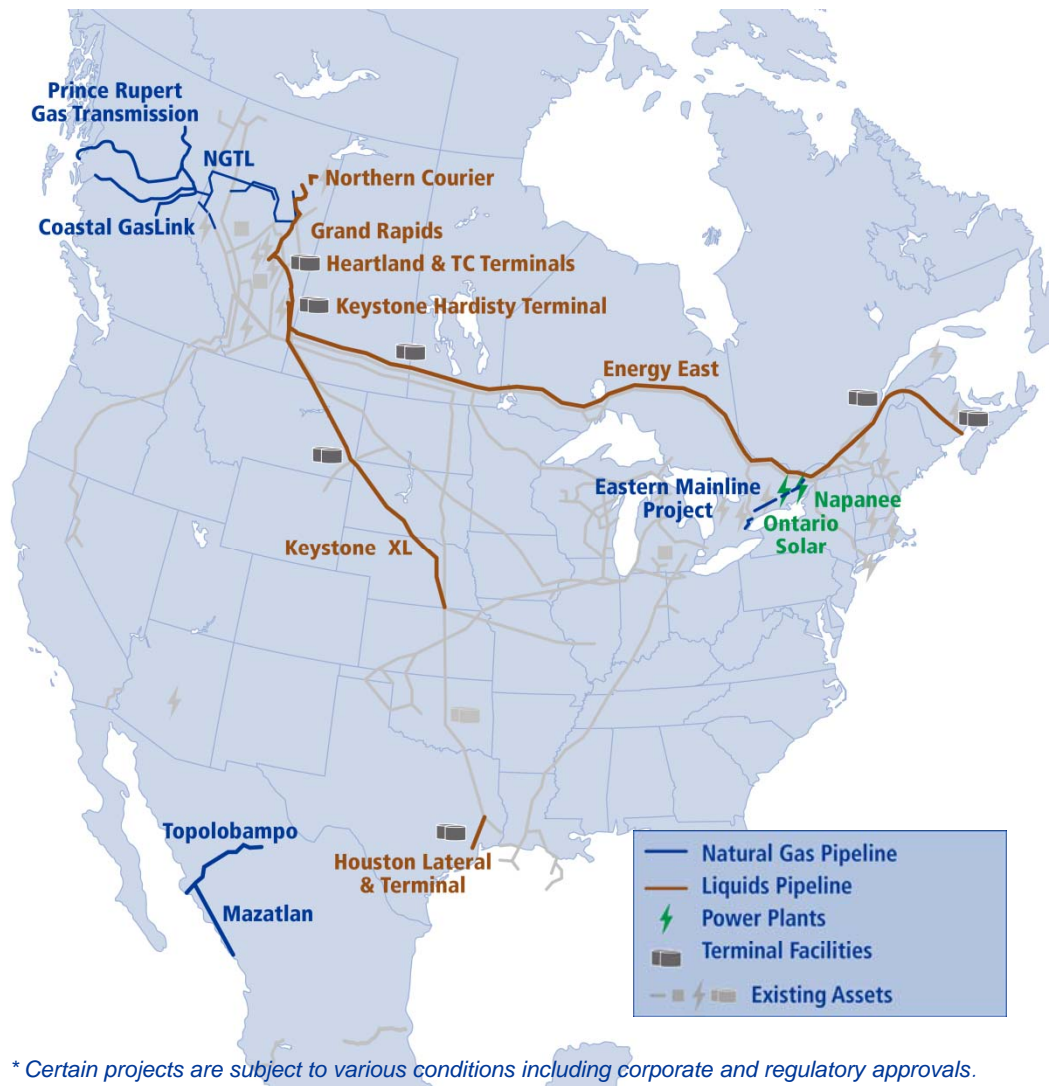 Prince Rupert
Gas Transmission
NGTL
Northern Courier
Coastal GasLink
Grand Rapids
Heartland & TC Terminals
Keystone Hardisty Terminal
Energy East
Eastern Mainline
Project
Napanee
Ontario
Solar
Keystone XL
Topolobampo
Mazatlan
Houston Lateral
& Terminal
Natural Gas Pipeline
Liquids Pipeline
Power Plants
Terminal Facilities
Existing Assets
* Certain projects are subject to various conditions including corporate and regulatory approvals.